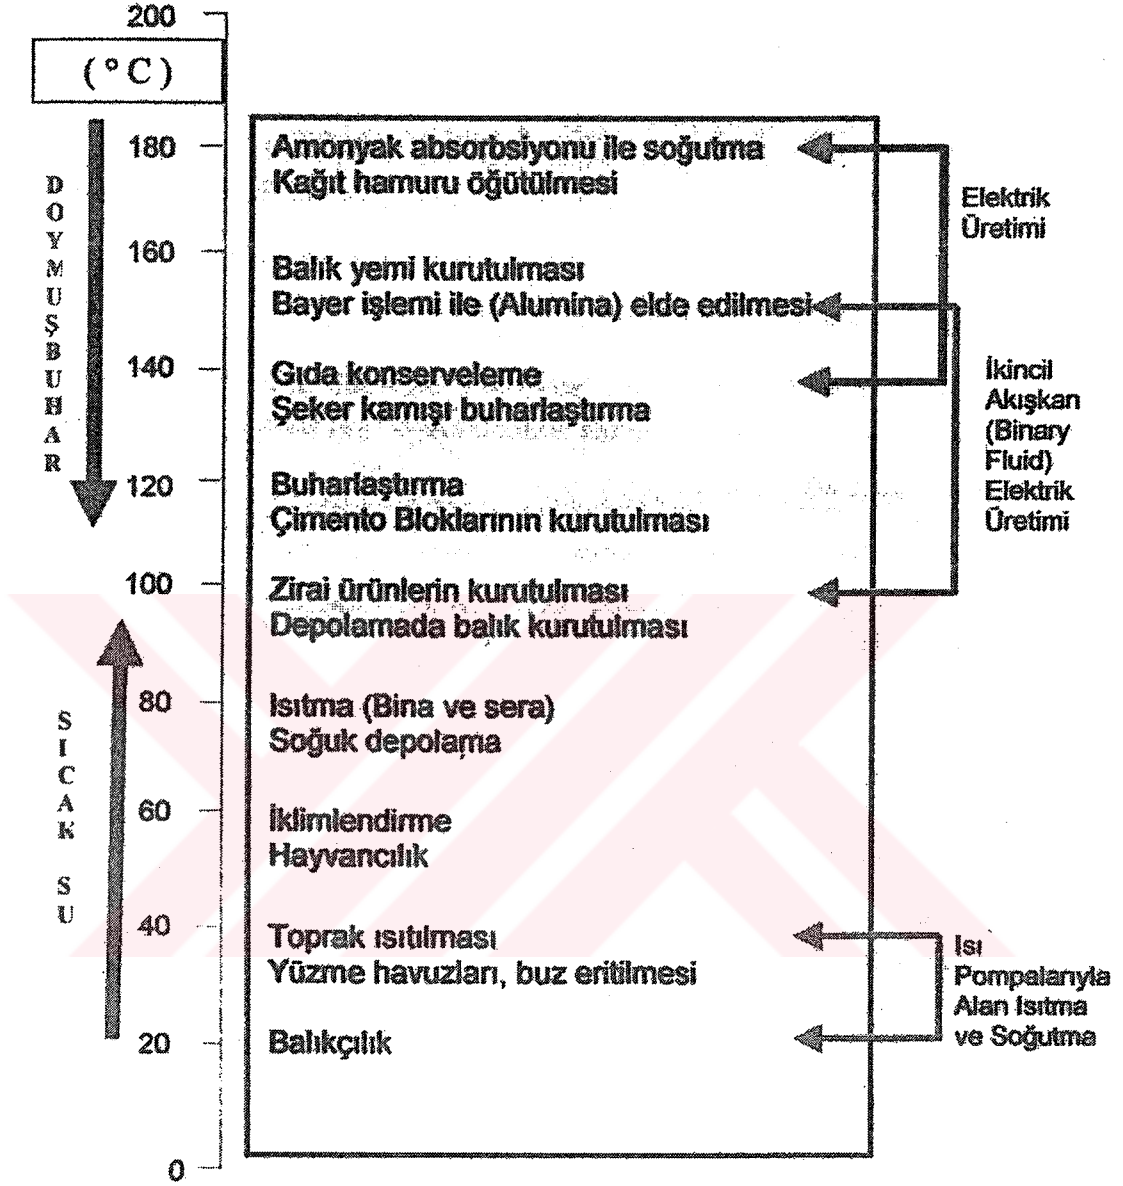 200
(°C)
180
160
140
120
100
80
60
40
20
0
DOYMUŞBUHAR
SICAK SU
Amonyak absorbsiyonu ile soğutma
Kağıt hamuru öğütülmesi
Balık yemi kurutulması
Bayer işlemi ile (Alumina) elde edilmesi
Gıda konserveleme
Şeker kamışı buharlaştırma
Buharlaştırma
Çimento Bloklarının kurutulması
Zirai ürünlerin kurutulması
Depolamada balık kurutulması
Isıtma (Bina ve sera)
Soğuk depolama
İklimlendirme
Hayvancılık
Toprak ısıtılması
Yüzme havuzları, buz eritilmesi
Balıkçılık
Elektrik
Üretimi
İkincil
Akışkan
(Binary
Fluid)
Elektrik
Üretimi
Isı
Pompalarıyla
Alan Isıtma
ve Soğutma